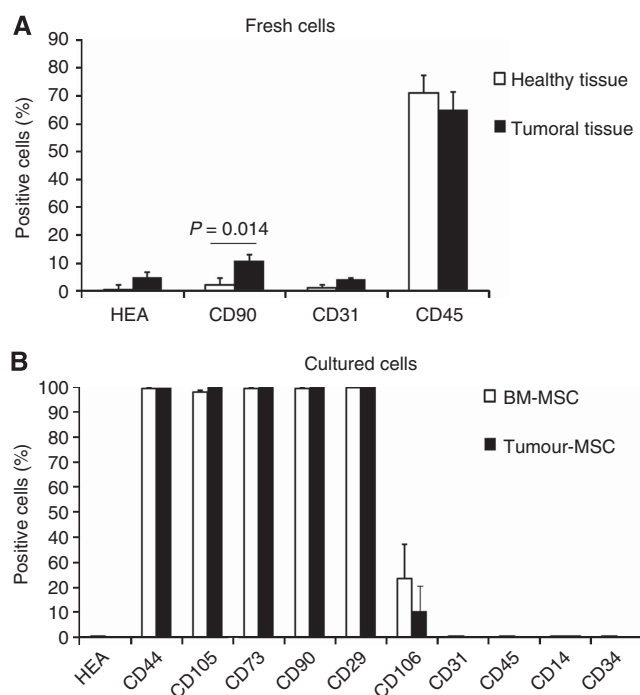 A
Fresh cells
Positive cells (%)
90
80
70
60
50
40
30
20
10
0
P = 0.014
Healthy tissue
Tumoral tissue
HEA CD90 CD31 CD45
B
Cultured cells
Positive cells (%)
100
90
80
70
60
50
40
60
20
10
0
BM-MSC
Tumour-MSC
HEA CD44 CD105 CD73 CD90 CD29 CD106 CD31 CD45 CD14 CD34